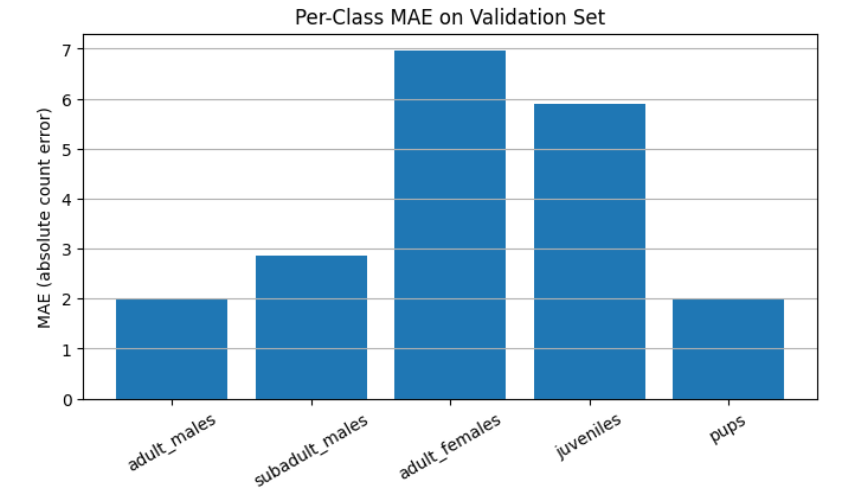 Per-Class MAE on Validation Set
MAE (absolute count error)
7
6
5
4
3
2
1
0
adult_males
subadult_males
adult_females
juveniles
pups